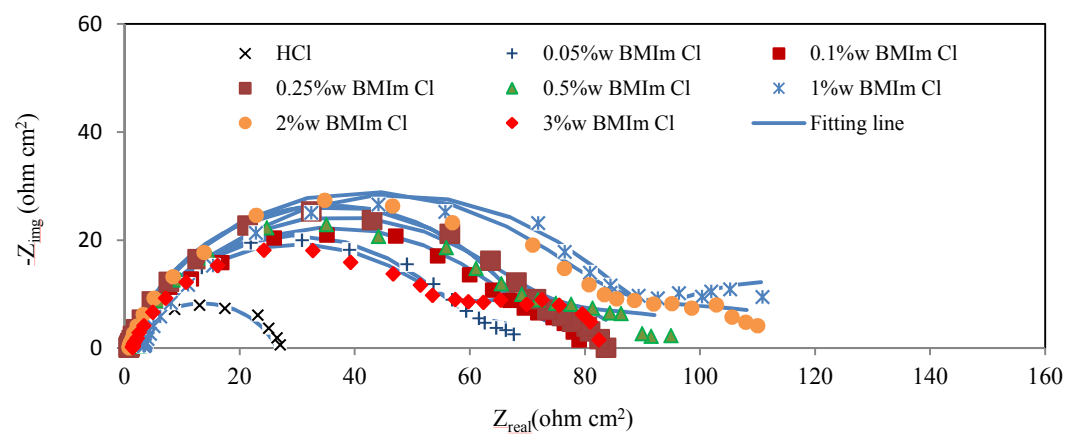 60
HCl 0.05%w BMIm Cl 0.1%w BMIm Cl
0.25%w BMIm Cl 0.5%w BMIm Cl 1%w BMIm Cl
2%w BMIm Cl 3%w BMIm Cl Fitting line
40
-Z_img(ohm cm²)
20
0
0 20 40 60 80 100 120 140 160
Z_real(ohm cm²)